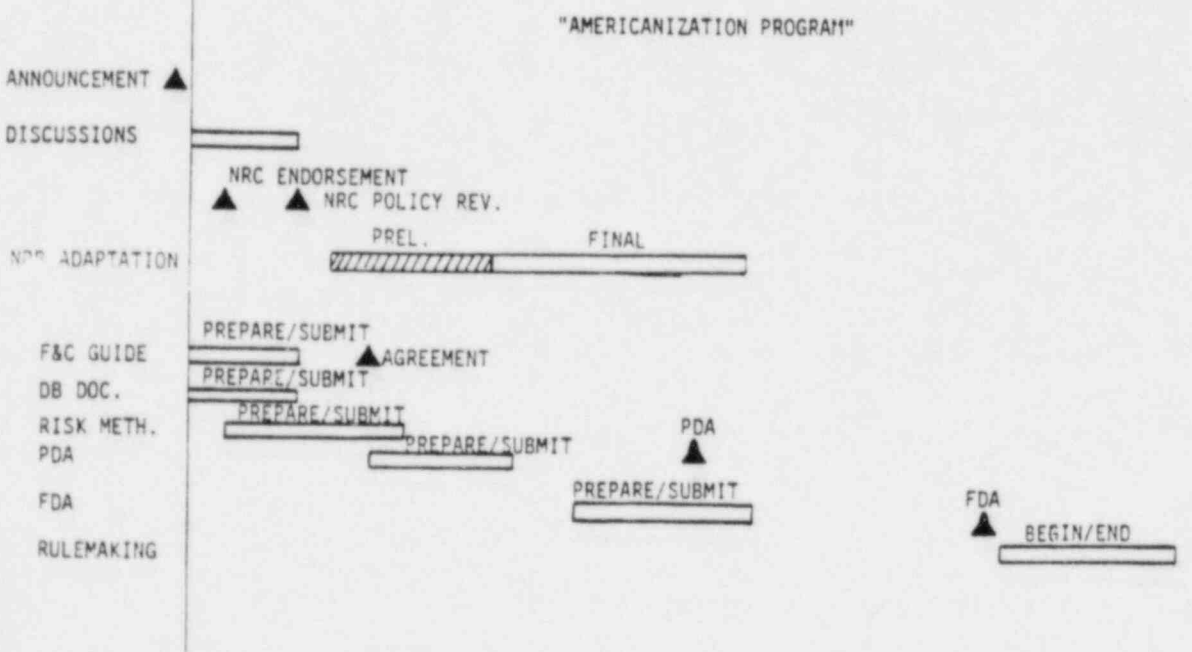 "AMERICANIZATION PROGRAM"
ANNOUNCEMENT
DISCUSSIONS
NRC ENDORSEMENT
NRC POLICY REV.
PREL. FINAL
ADAPTATION
PREPARE/SUBMIT
F&C GUIDE AGREEMENT
PREPARE/SUBMIT
DB DOC.
PREPARE/SUBMIT
RISK METH. PDA
PREPARE/SUBMIT
PDA
PREPARE/SUBMIT
FDA FDA
BEGIN/END
RULEMAKING